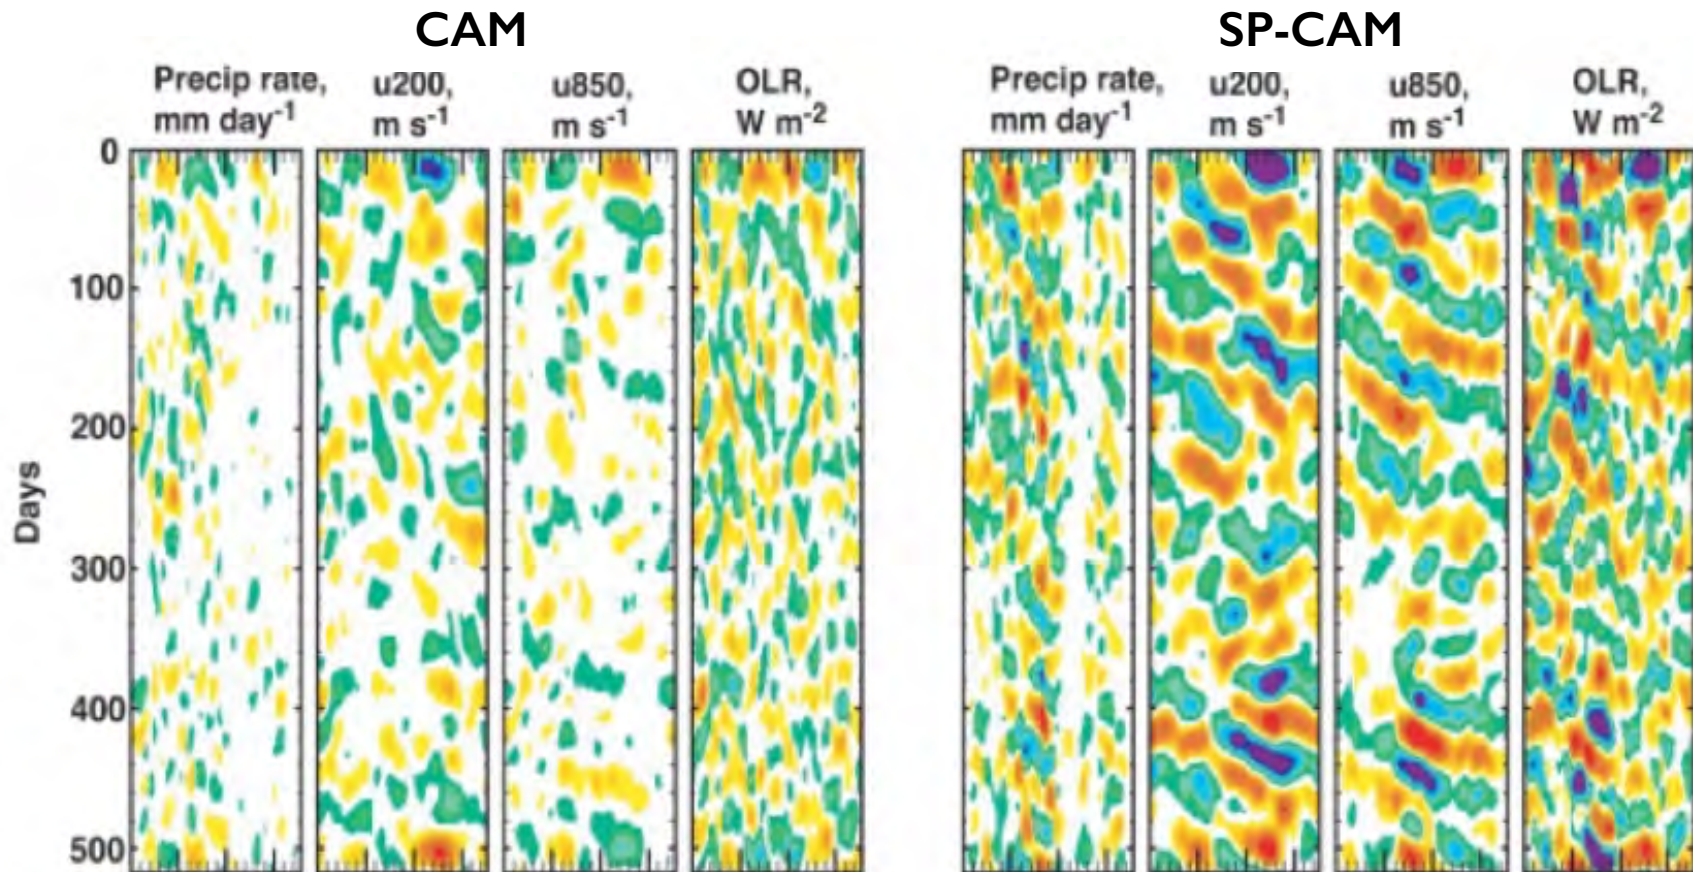 CAM
SP-CAM
Precip rate, mm day-1
u200, m s-1
u850, m s-1
OLR, W m-2
Precip rate, mm day-1
u200, m s-1
u850, m s-1
OLR, W m-2
Days
0
100
200
300
400
500